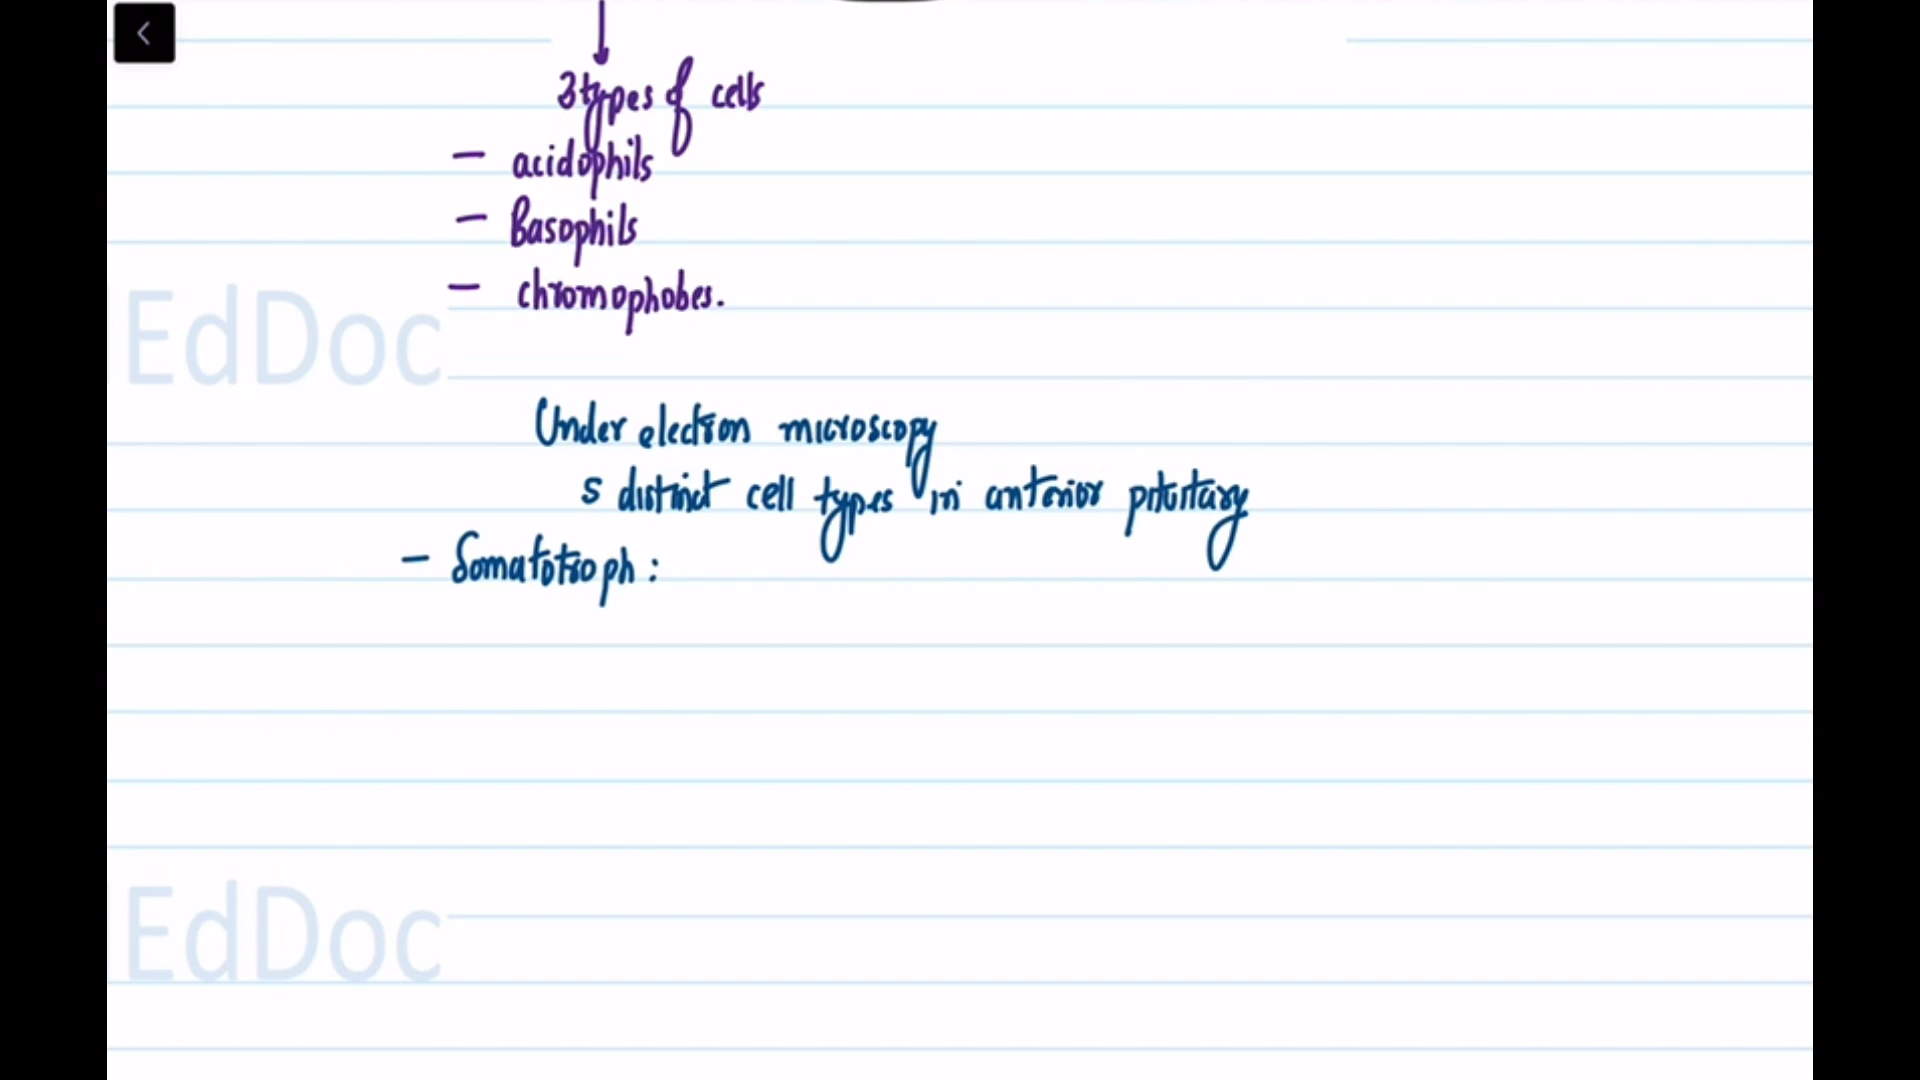 3 types of cells
- acidophils
- Basophils
- chromophobes.
EdDoc
Under electron microscopy
5 distinct cell types in anterior pituitary
- Somatotroph:
EdDoc